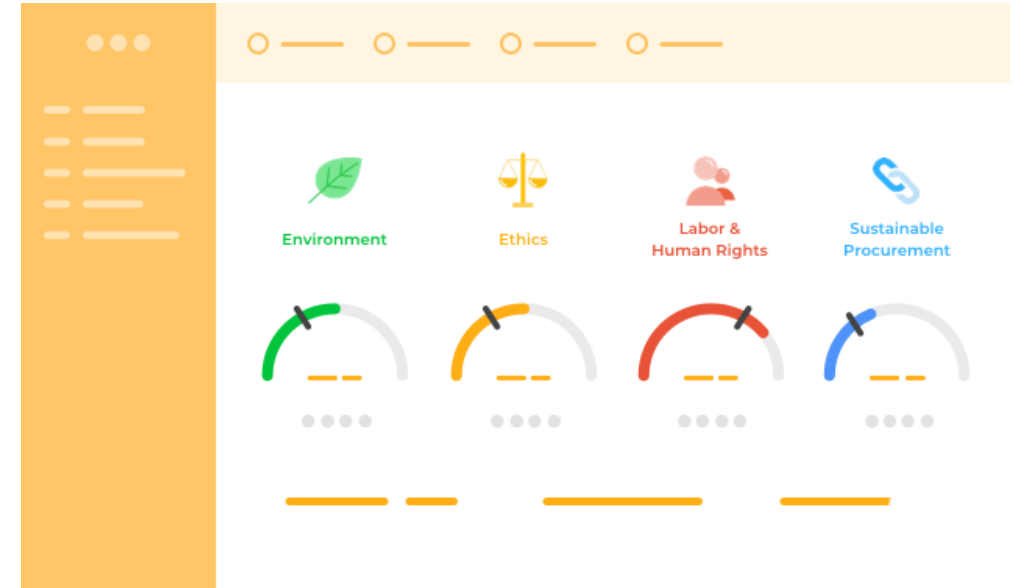 Environment
Ethics
Labor &
Human Rights
Sustainable
Procurement